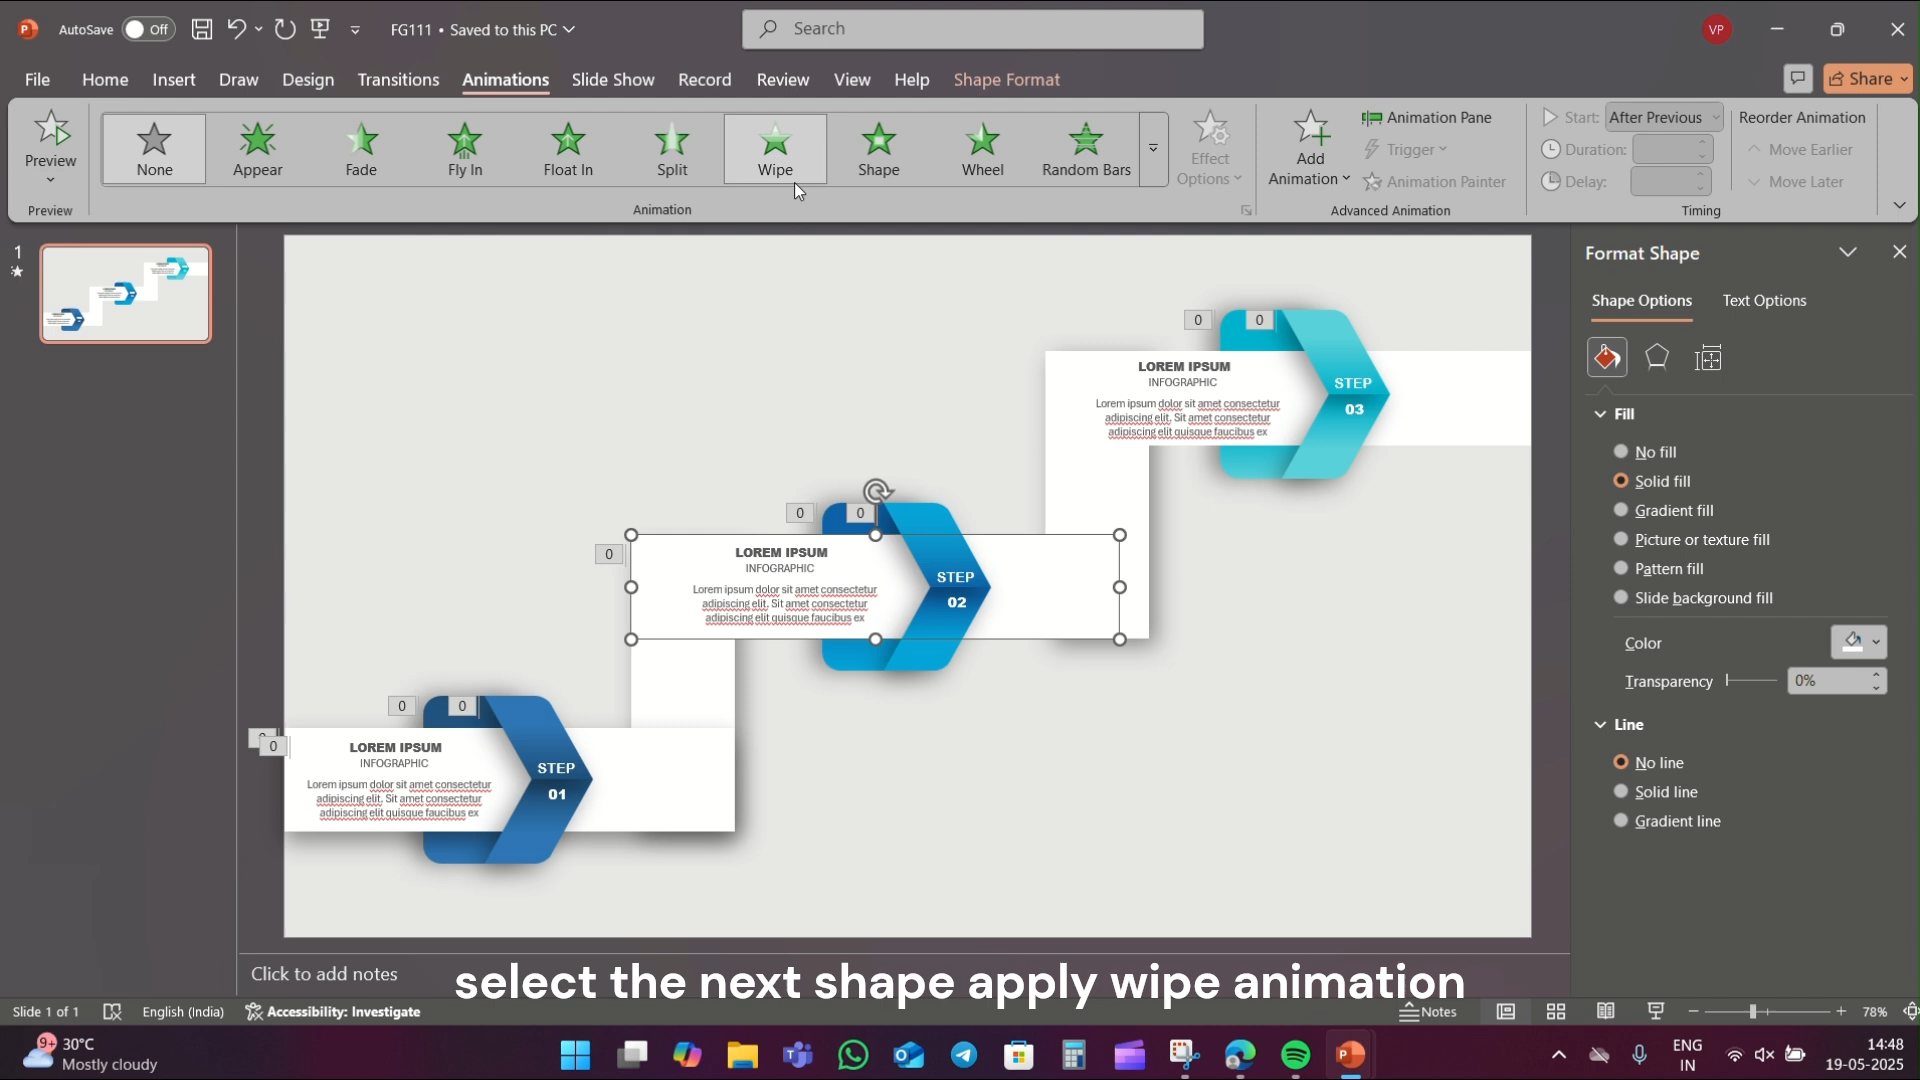 AutoSave Off FG111 • Saved to this PC Search VP
File Home Insert Draw Design Transitions Animations Slide Show Record Review View Help Shape Format Share
Preview None Appear Fade Fly In Float In Split Wipe Shape Wheel Random Bars Effect Options Add Animation Animation Pane Start: After Previous Reorder Animation
Trigger Duration: Move Earlier
Animation Painter Delay: Move Later
Preview Animation Advanced Animation Timing
1
Format Shape
Shape Options Text Options
Fill
No fill
Solid fill
Gradient fill
Picture or texture fill
Pattern fill
Slide background fill
Color
Transparency 0%
Line
No line
Solid line
Gradient line
0 0
LOREM IPSUM
INFOGRAPHIC
Lorem ipsum dolor sit amet consectetur
adipiscing elit. Sit amet consectetur
adipiscing elit quisque faucibus ex
STEP
03
0 0
0
LOREM IPSUM
INFOGRAPHIC
Lorem ipsum dolor sit amet consectetur
adipiscing elit. Sit amet consectetur
adipiscing elit quisque faucibus ex
STEP
02
0 0
0
LOREM IPSUM
INFOGRAPHIC
Lorem ipsum dolor sit amet consectetur
adipiscing elit. Sit amet consectetur
adipiscing elit quisque faucibus ex
STEP
01
Click to add notes
select the next shape apply wipe animation
Slide 1 of 1 English (India) Accessibility: Investigate Notes 78%
9+ 30°C
Mostly cloudy
ENG
IN
14:48
19-05-2025